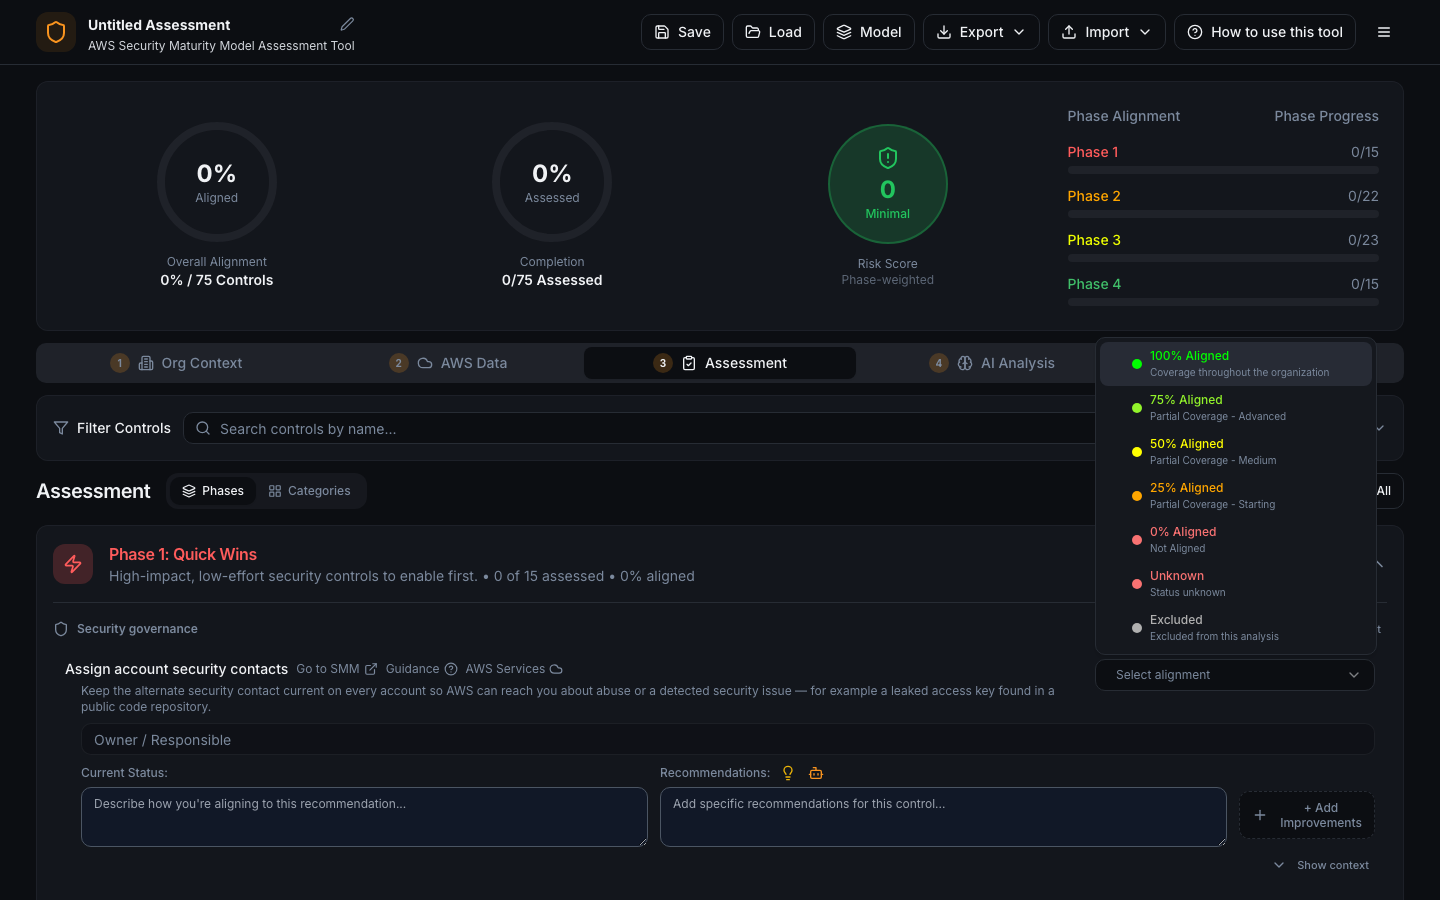 Untitled Assessment
AWS Security Maturity Model Assessment Tool
Save
Load
Model
Export
Import
How to use this tool
0%
Aligned
Overall Alignment
0% / 75 Controls
0%
Assessed
Completion
0/75 Assessed
0
Minimal
Risk Score
Phase-weighted
Phase Alignment
Phase Progress
Phase 1
0/15
Phase 2
0/22
Phase 3
0/23
Phase 4
0/15
1 Org Context
2 AWS Data
3 Assessment
4 AI Analysis
Filter Controls
Search controls by name...
Assessment
Phases
Categories
All
Phase 1: Quick Wins
High-impact, low-effort security controls to enable first. • 0 of 15 assessed • 0% aligned
Security governance
100% Aligned
Coverage throughout the organization
75% Aligned
Partial Coverage - Advanced
50% Aligned
Partial Coverage - Medium
25% Aligned
Partial Coverage - Starting
0% Aligned
Not Aligned
Unknown
Status unknown
Excluded
Excluded from this analysis
Assign account security contacts Go to SMM Guidance AWS Services
Select alignment
Keep the alternate security contact current on every account so AWS can reach you about abuse or a detected security issue — for example a leaked access key found in a
public code repository.
Owner / Responsible
Current Status:
Recommendations:
Describe how you're aligning to this recommendation...
Add specific recommendations for this control...
+ Add
Improvements
Show context